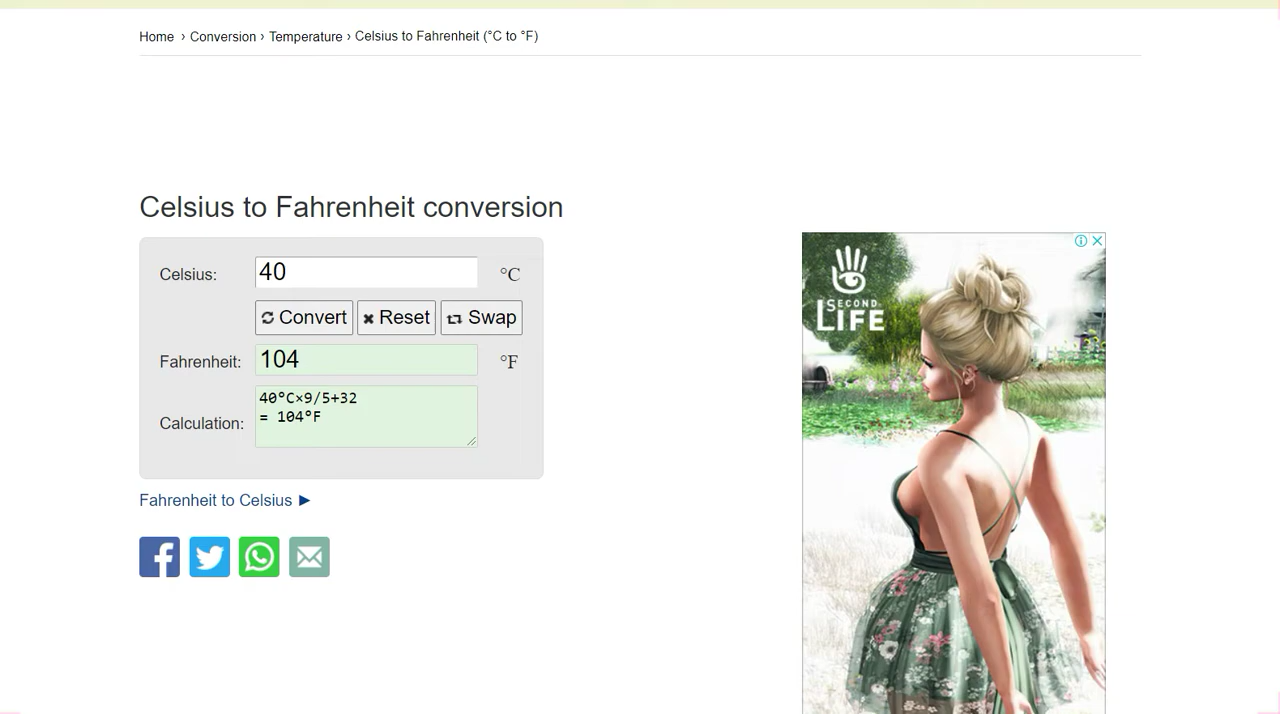 Home › Conversion › Temperature › Celsius to Fahrenheit (°C to °F)
Celsius to Fahrenheit conversion
Celsius: 40 °C
Convert Reset Swap
Fahrenheit: 104 °F
Calculation: 40°C×9/5+32
= 104°F
Fahrenheit to Celsius ►
SECOND
LIFE